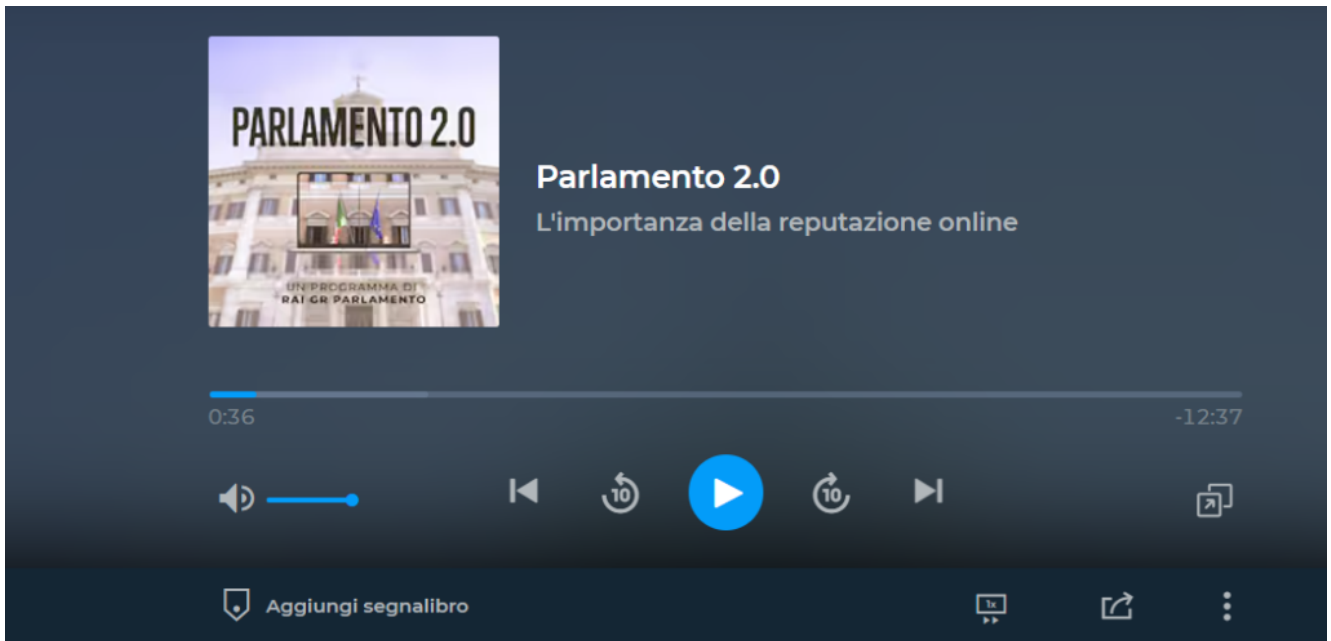 PARLAMENTO 2.0
UN PROGRAMMA DI
RAI GR PARLAMENTO
Parlamento 2.0
L'importanza della reputazione online
0:36
-12:37
10
10
Aggiungi segnalibro
1x